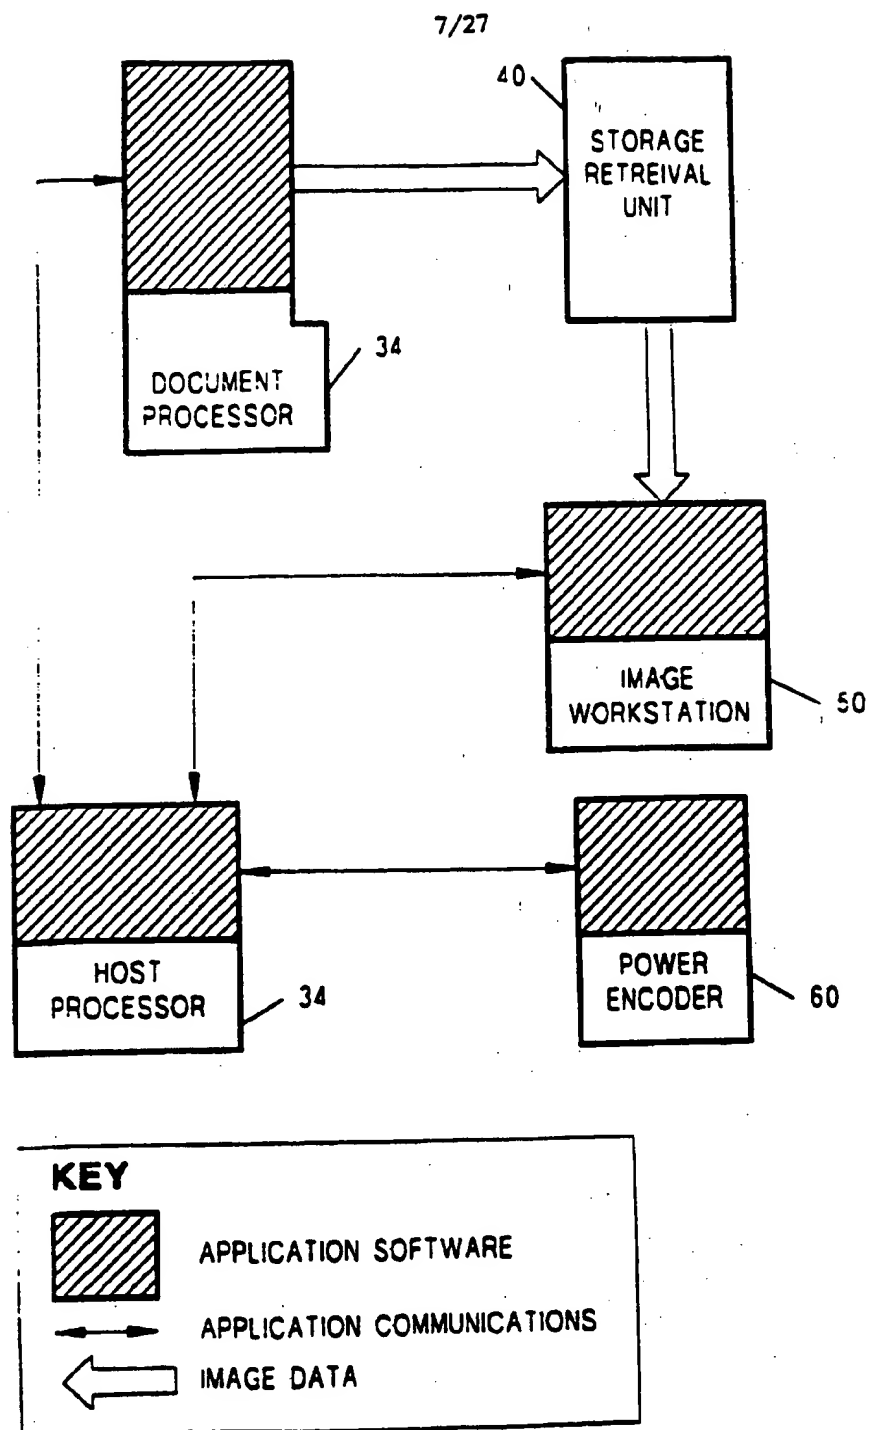 7/27
40
STORAGE
RETREIVAL
UNIT
34
DOCUMENT
PROCESSOR
IMAGE
WORKSTATION
50
HOST
PROCESSOR
34
POWER
ENCODER
60
KEY
APPLICATION SOFTWARE
APPLICATION COMMUNICATIONS
IMAGE DATA